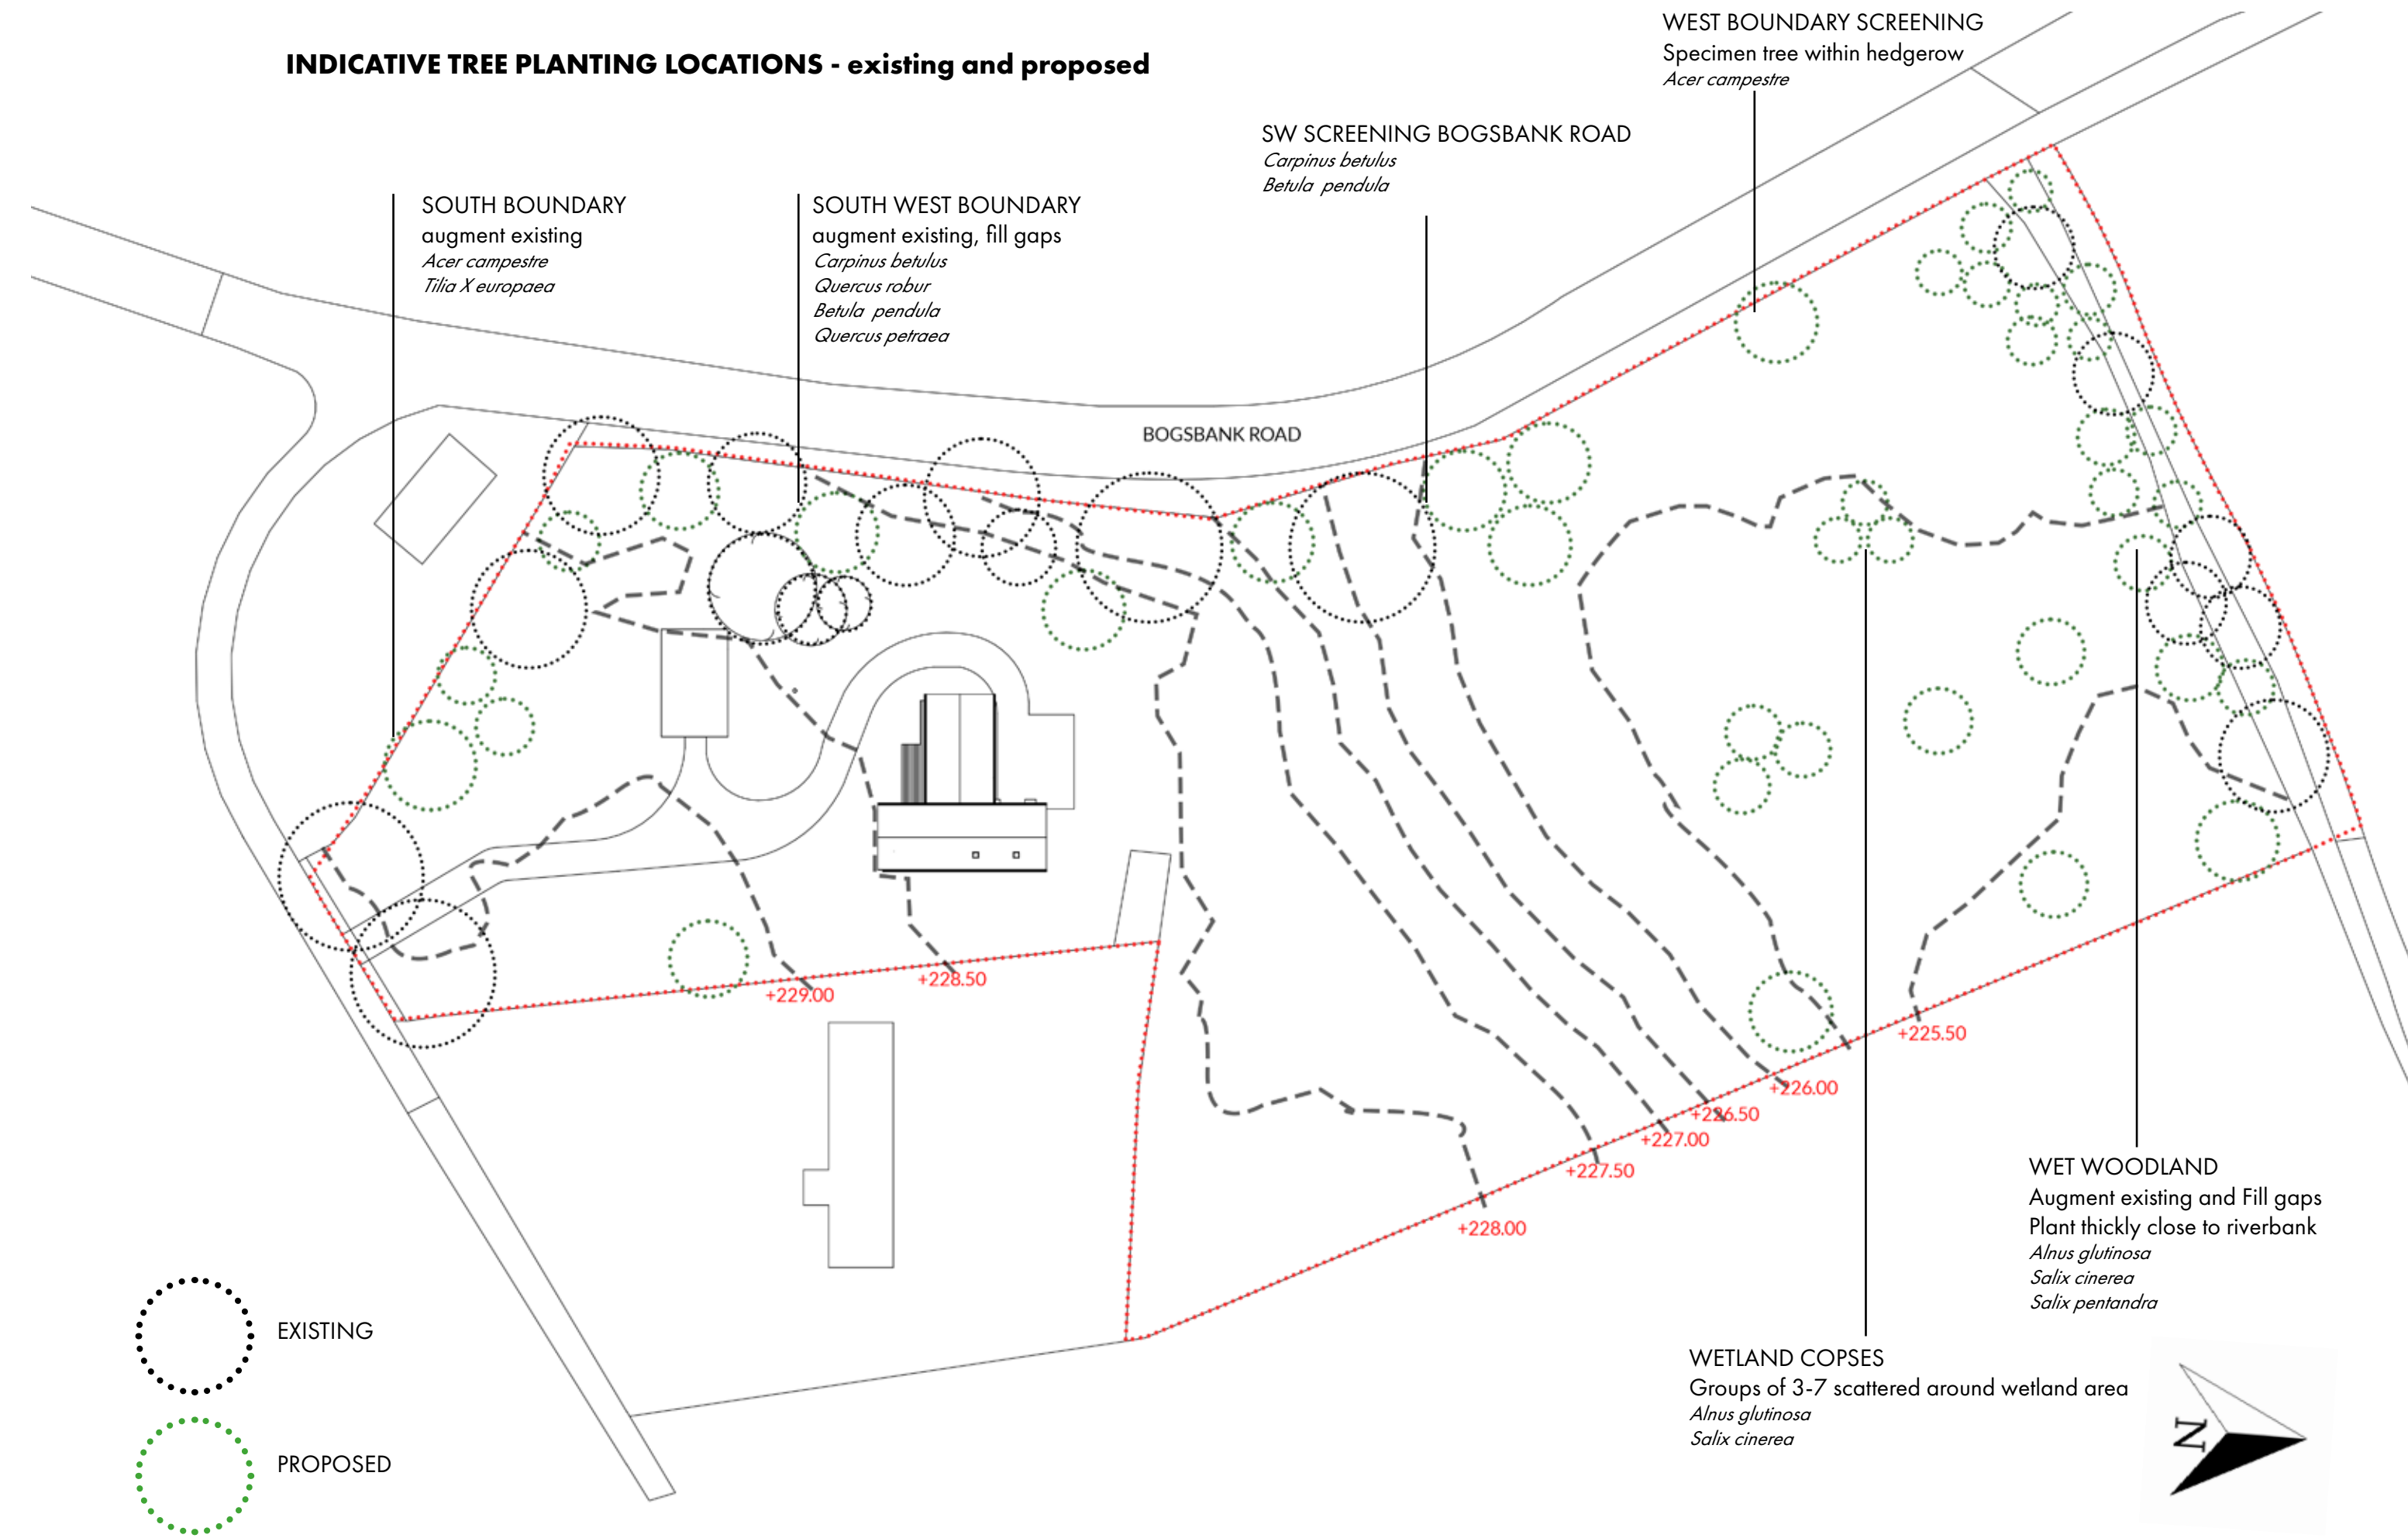 INDICATIVE TREE PLANTING LOCATIONS - existing and proposed
WEST BOUNDARY SCREENING
Specimen tree within hedgerow
Acer campestre
SW SCREENING BOGSBANK ROAD
Carpinus betulus
Betula pendula
SOUTH BOUNDARY
augment existing
Acer campestre
Tilia X europaea
SOUTH WEST BOUNDARY
augment existing, fill gaps
Carpinus betulus
Quercus robur
Betula pendula
Quercus petraea
BOGSBANK ROAD
+229.00
+228.50
+225.50
+226.00
+226.50
+227.00
+227.50
+228.00
WET WOODLAND
Augment existing and Fill gaps
Plant thickly close to riverbank
Alnus glutinosa
Salix cinerea
Salix pentandra
WETLAND COPSES
Groups of 3-7 scattered around wetland area
Alnus glutinosa
Salix cinerea
EXISTING
PROPOSED
N